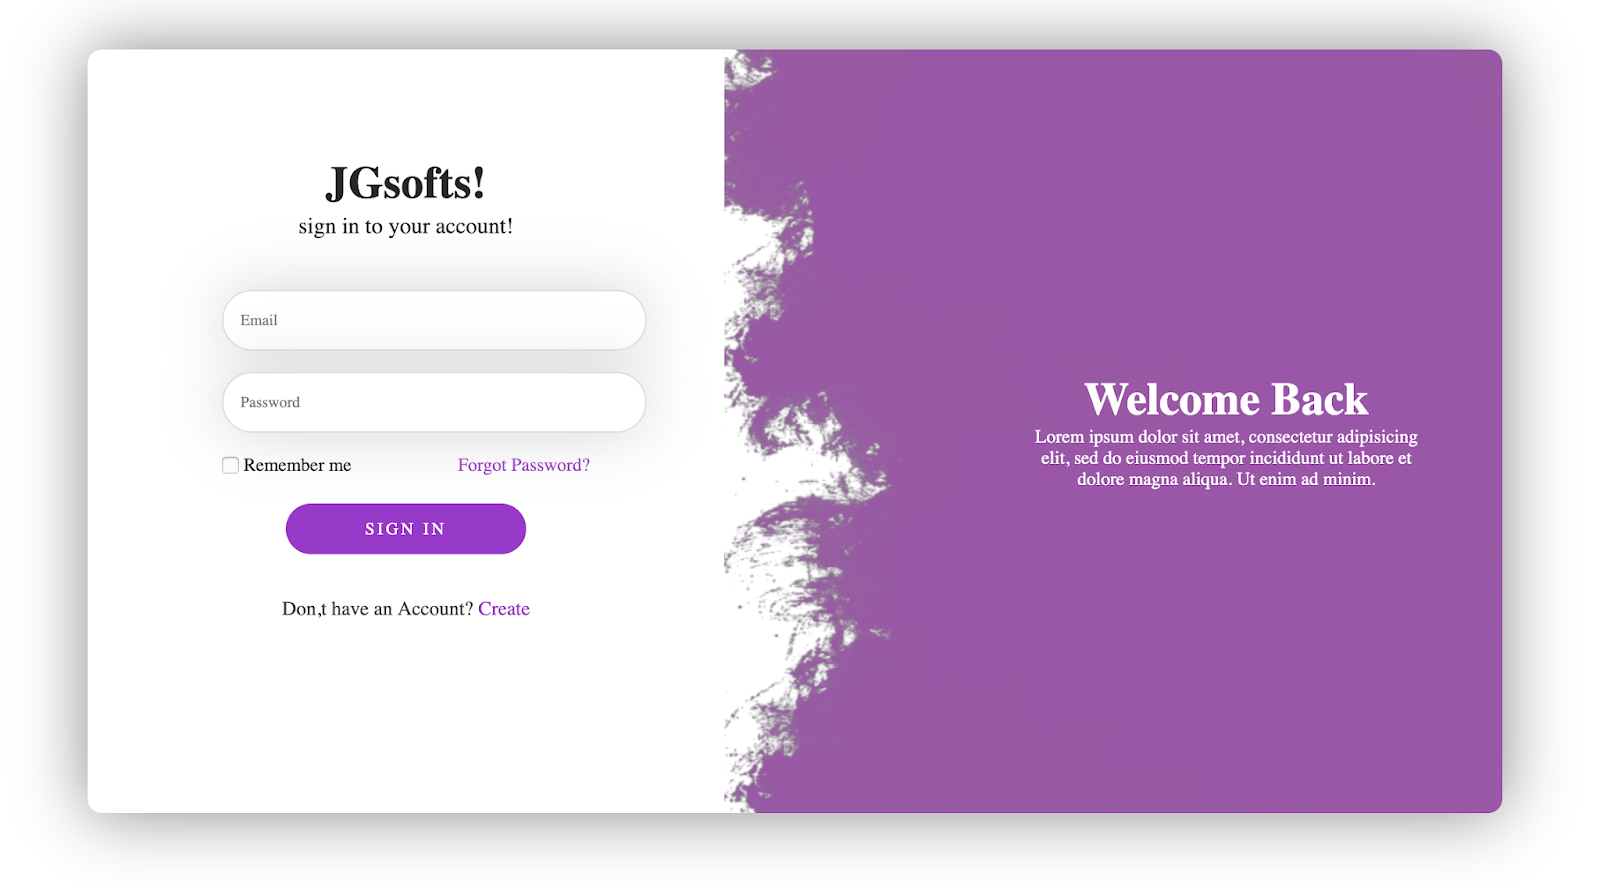 JGsofts!
sign in to your account!
Email
Password
Remember me
Forgot Password?
SIGN IN
Don,t have an Account? Create
Welcome Back
Lorem ipsum dolor sit amet, consectetur adipisicing
elit, sed do eiusmod tempor incididunt ut labore et
dolore magna aliqua. Ut enim ad minim.